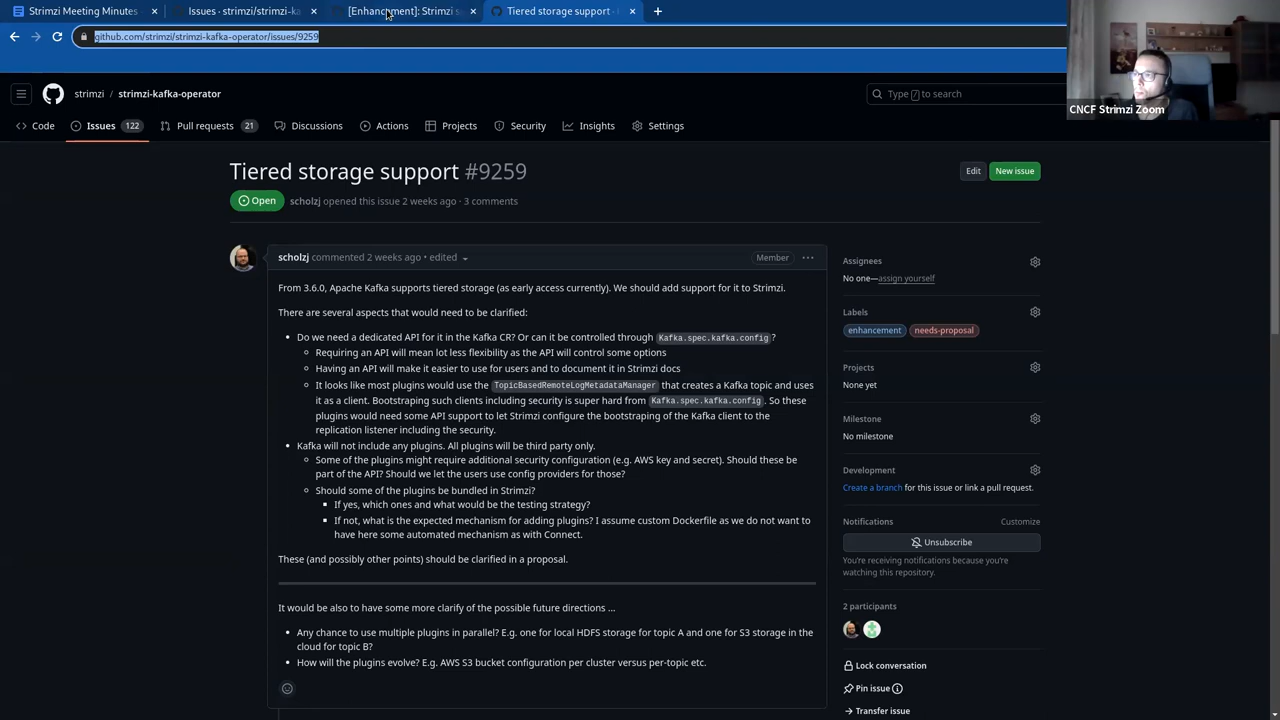 Strimzi Meeting Minutes
Issues · strimzi/strimzi-ka
[Enhancement]: Strimzi s
Tiered storage support ·
github.com/strimzi/strimzi-kafka-operator/issues/9259
CNCF Strimzi Zoom
strimzi / strimzi-kafka-operator
Type / to search
Code
Issues 122
Pull requests 21
Discussions
Actions
Projects
Security
Insights
Settings
Tiered storage support #9259
Edit
New issue
Open
scholzj opened this issue 2 weeks ago · 3 comments
scholzj commented 2 weeks ago • edited
Member
From 3.6.0, Apache Kafka supports tiered storage (as early access currently). We should add support for it to Strimzi.
There are several aspects that would need to be clarified:
• Do we need a dedicated API for it in the Kafka CR? Or can it be controlled through Kafka.spec.kafka.config?
Requiring an API will mean lot less flexibility as the API will control some options
Having an API will make it easier to use for users and to document it in Strimzi docs
It looks like most plugins would use the TopicBasedRemoteLogMetadataManager that creates a Kafka topic and uses
it as a client. Bootstraping such clients including security is super hard from Kafka.spec.kafka.config. So these
plugins would need some API support to let Strimzi configure the bootstraping of the Kafka client to the
replication listener including the security.
• Kafka will not include any plugins. All plugins will be third party only.
Some of the plugins might require additional security configuration (e.g. AWS key and secret). Should these be
part of the API? Should we let the users use config providers for those?
Should some of the plugins be bundled in Strimzi?
If yes, which ones and what would be the testing strategy?
If not, what is the expected mechanism for adding plugins? I assume custom Dockerfile as we do not want to
have here some automated mechanism as with Connect.
These (and possibly other points) should be clarified in a proposal.
It would be also to have some more clarify of the possible future directions ...
• Any chance to use multiple plugins in parallel? E.g. one for local HDFS storage for topic A and one for S3 storage in the
cloud for topic B?
• How will the plugins evolve? E.g. AWS S3 bucket configuration per cluster versus per-topic etc.
Assignees
No one—assign yourself
Labels
enhancement
needs-proposal
Projects
None yet
Milestone
No milestone
Development
Create a branch for this issue or link a pull request.
Notifications
Customize
Unsubscribe
You're receiving notifications because you're
watching this repository.
2 participants
Lock conversation
Pin issue
Transfer issue